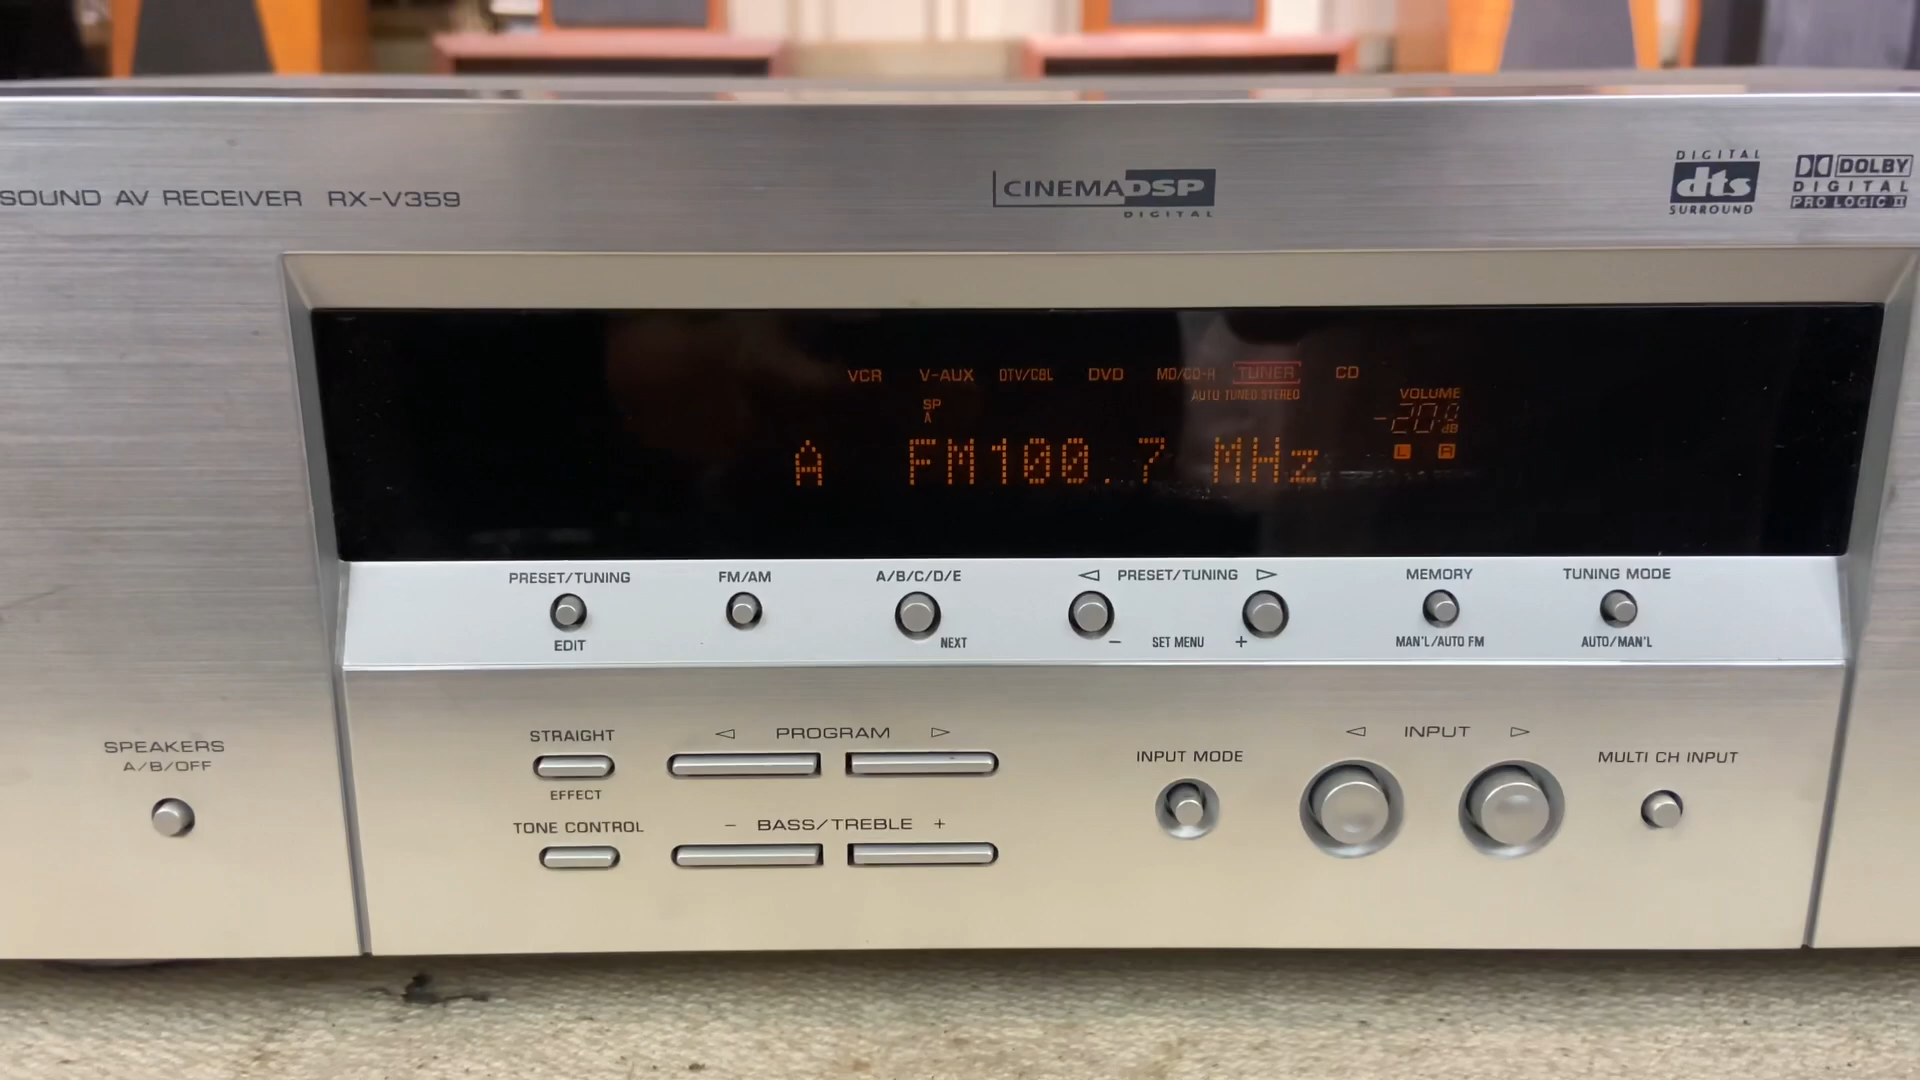 SOUND AV RECEIVER RX-V359
CINEMA DSP
DIGITAL
DIGITAL
dts
SURROUND
DOLBY
DIGITAL
PRO LOGIC II
VCR V-AUX DTV/CBL DVD MD/CD-R TUNER CD
AUTO TUNED STEREO
VOLUME
SP
A
-20.0
dB
L R
A FM100.7 MHz
PRESET/TUNING FM/AM A/B/C/D/E ◁ PRESET/TUNING ▷ MEMORY TUNING MODE
EDIT NEXT − SET MENU + MAN'L/AUTO FM AUTO/MAN'L
STRAIGHT ◁ PROGRAM ▷ ◁ INPUT ▷
EFFECT
SPEAKERS
A/B/OFF
INPUT MODE
MULTI CH INPUT
TONE CONTROL − BASS/TREBLE +